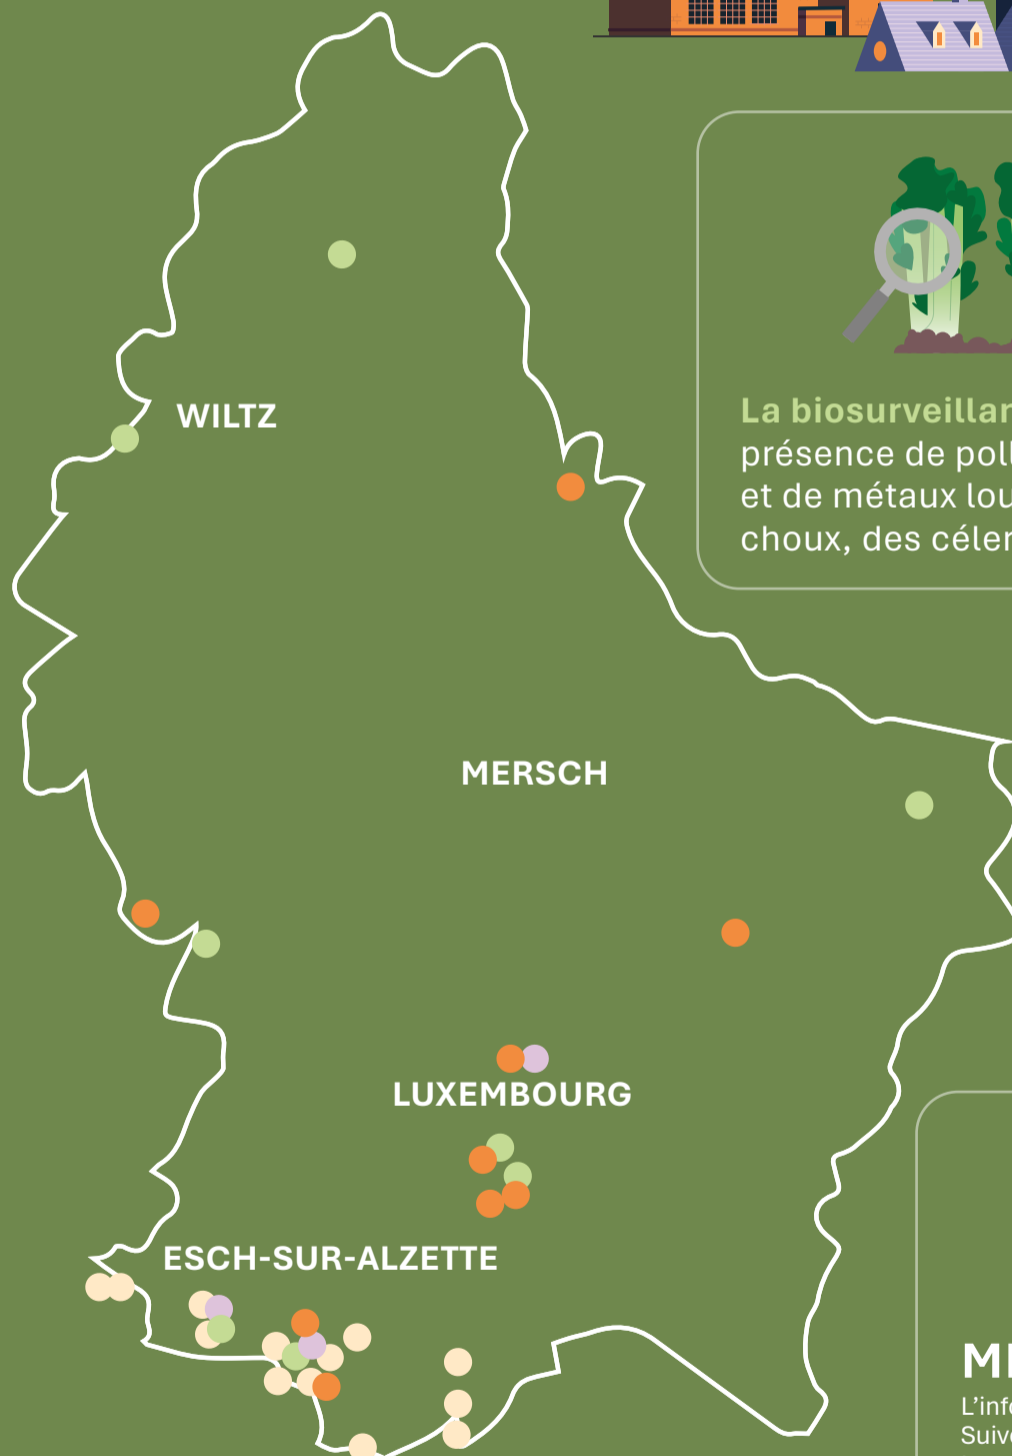 WILTZ
La biosurveillan
présence de poll
et de métaux lou
choux, des céler
MERSCH
LUXEMBOURG
ESCH-SUR-ALZETTE
L'info
Suive